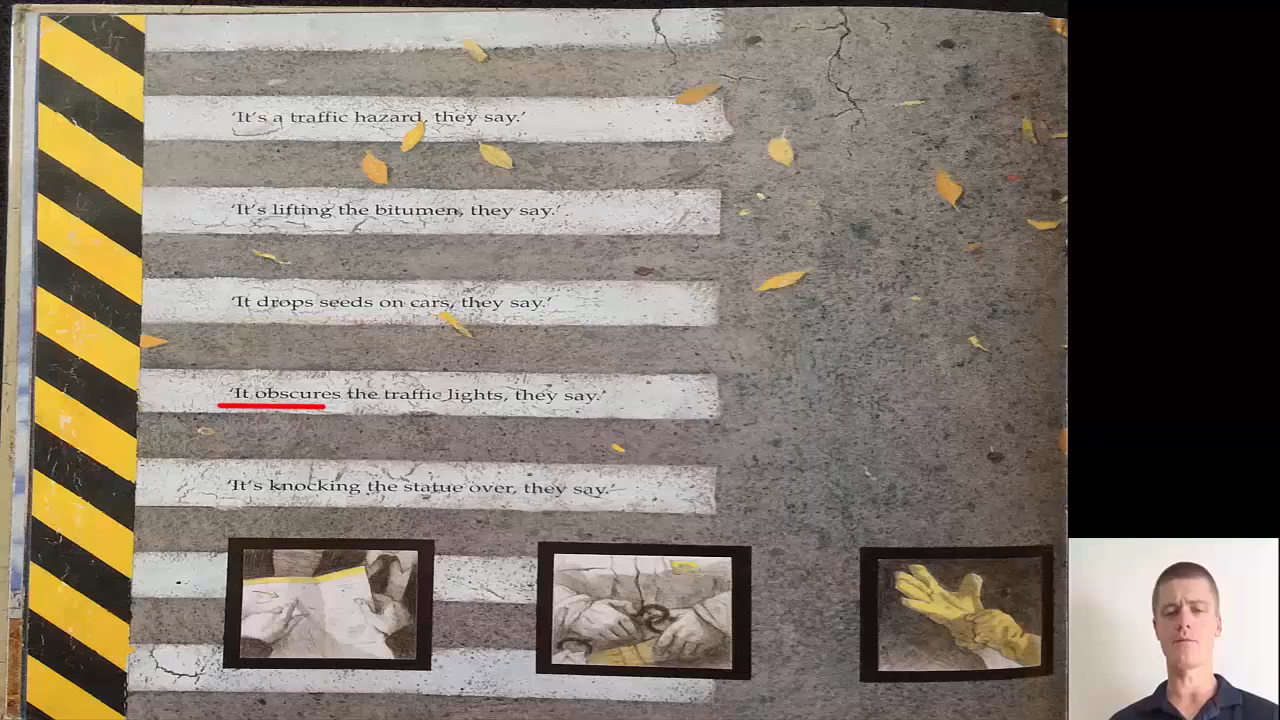 ‘It’s a traffic hazard, they say.’
‘It’s lifting the bitumen, they say.’
‘It drops seeds on cars, they say.’
‘It obscures the traffic lights, they say.’
‘It’s knocking the statue over, they say.’